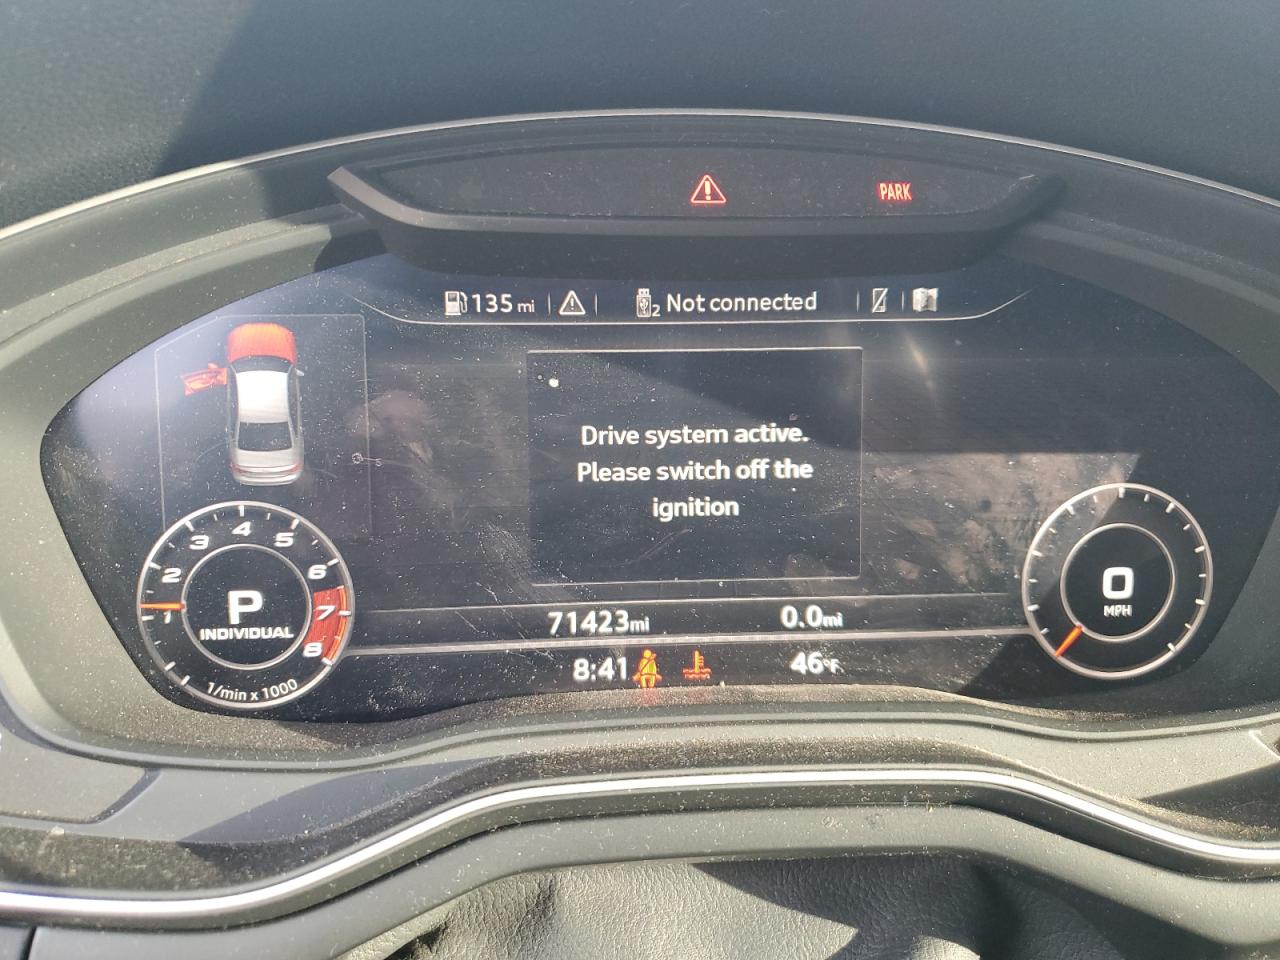 PARK
135 mi
2 Not connected
Drive system active.
Please switch off the
ignition
1 2 3 4 5 6 7 8
P
INDIVIDUAL
1/min x 1000
0
MPH
71423mi 0.0mi
8:41 46°F